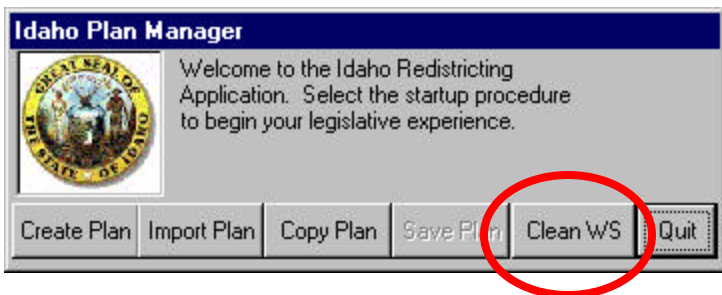 Idaho Plan Manager
GREAT SEAL OF
THE STATE OF IDAHO
Welcome to the Idaho Redistricting
Application. Select the startup procedure
to begin your legislative experience.
Create Plan Import Plan Copy Plan Save Plan Clean WS Quit